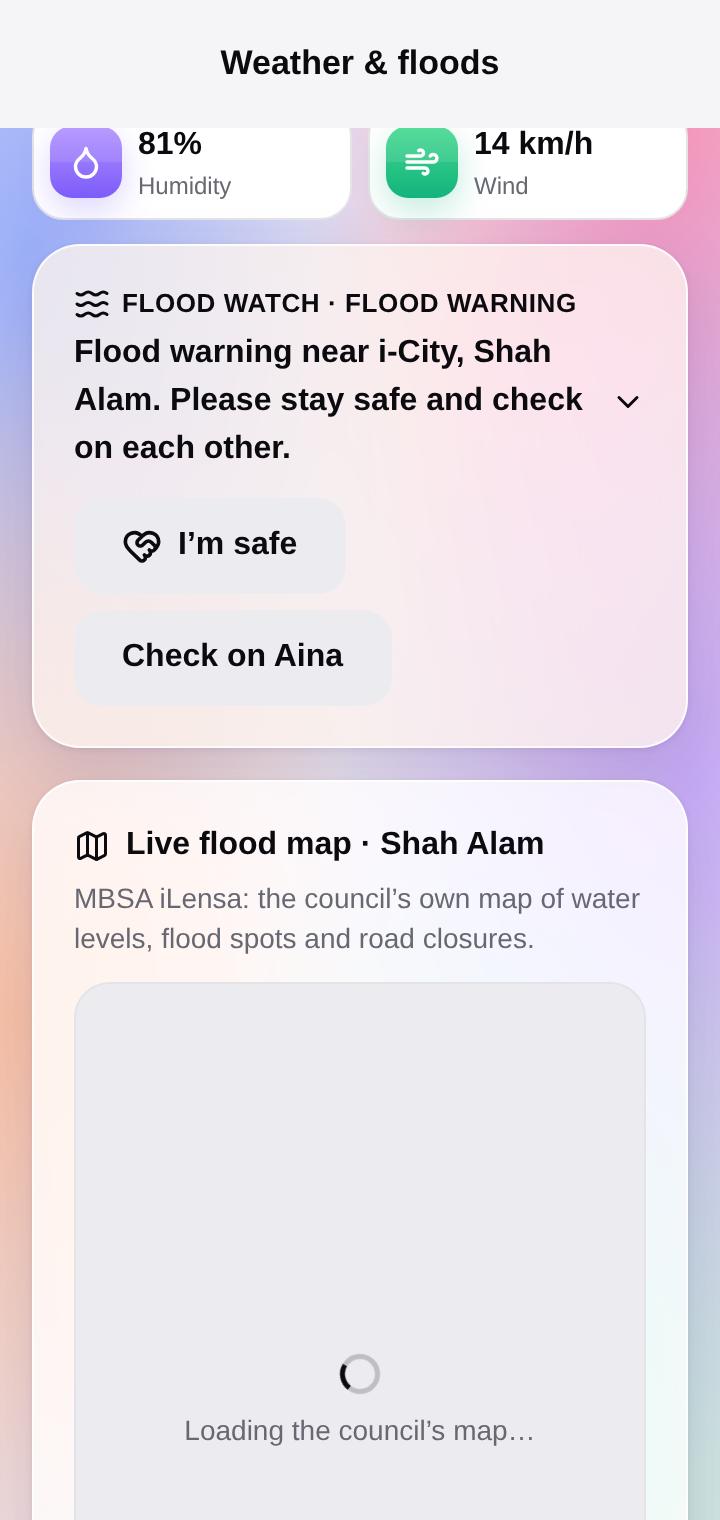 Weather & floods
81%
Humidity
14 km/h
Wind
FLOOD WATCH · FLOOD WARNING
Flood warning near i-City, Shah
Alam. Please stay safe and check
on each other.
I’m safe
Check on Aina
Live flood map · Shah Alam
MBSA iLensa: the council’s own map of water
levels, flood spots and road closures.
Loading the council’s map…